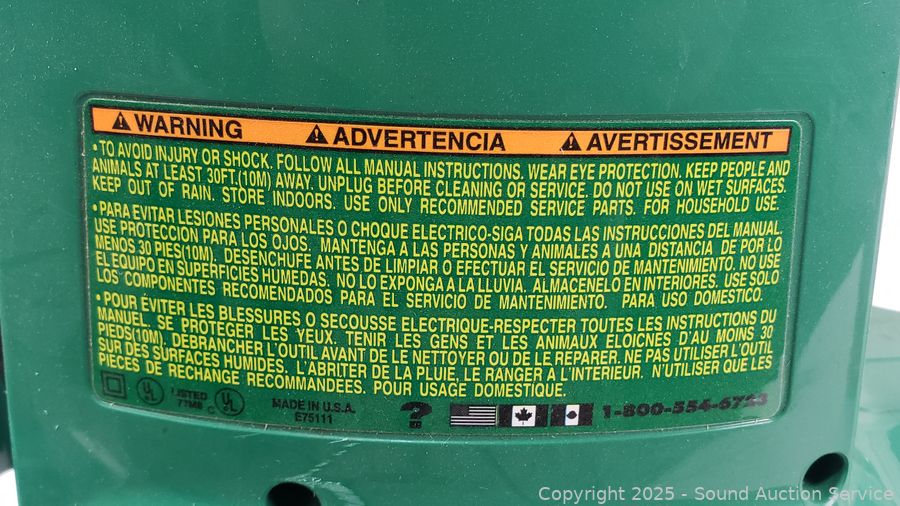 WARNING ADVERTENCIA AVERTISSEMENT
• TO AVOID INJURY OR SHOCK. FOLLOW ALL MANUAL INSTRUCTIONS. WEAR EYE PROTECTION. KEEP PEOPLE AND
ANIMALS AT LEAST 30FT.(10M) AWAY. UNPLUG BEFORE CLEANING OR SERVICE. DO NOT USE ON WET SURFACES.
KEEP OUT OF RAIN. STORE INDOORS. USE ONLY RECOMMENDED SERVICE PARTS. FOR HOUSEHOLD USE.
• PARA EVITAR LESIONES PERSONALES O CHOQUE ELECTRICO-SIGA TODAS LAS INSTRUCCIONES DEL MANUAL.
USE PROTECCIÓN PARA LOS OJOS. MANTENGA A LAS PERSONAS Y ANIMALES A UNA DISTANCIA DE POR LO
MENOS 30 PIES(10M). DESENCHUFE ANTES DE LIMPIAR O EFECTUAR EL SERVICIO DE MANTENIMIENTO. NO USE
EL EQUIPO EN SUPERFICIES HUMEDAS. NO LO EXPONGA A LA LLUVIA. ALMACENELO EN INTERIORES. USE SOLO
LOS COMPONENTES RECOMENDADOS PARA EL SERVICIO DE MANTENIMIENTO. PARA USO DOMESTICO.
• POUR ÉVITER LES BLESSURES O SECOUSSE ELECTRIQUE-RESPECTER TOUTES LES INSTRUCTIONS DU
MANUEL. SE PROTEGER LES YEUX. TENIR LES GENS ET LES ANIMAUX ELOICNES D'AU MOINS 30
PIEDS(10M). DEBRANCHER L'OUTIL AVANT DE LE NETTOYER OU DE LE REPARER. NE PAS UTILISER L'OUTIL
SUR DES SURFACES HUMIDES. L'ABRITER DE LA PLUIE, LE RANGER A L'INTERIEUR. N'UTILISER QUE LES
PIECES DE RECHANGE RECOMMANDEES. POUR USAGE DOMESTIQUE.
UL LISTED C UL MADE IN U.S.A. ? 1-800-554-6723
77M8 E75111
Copyright © 2025 - Sound Auction Service